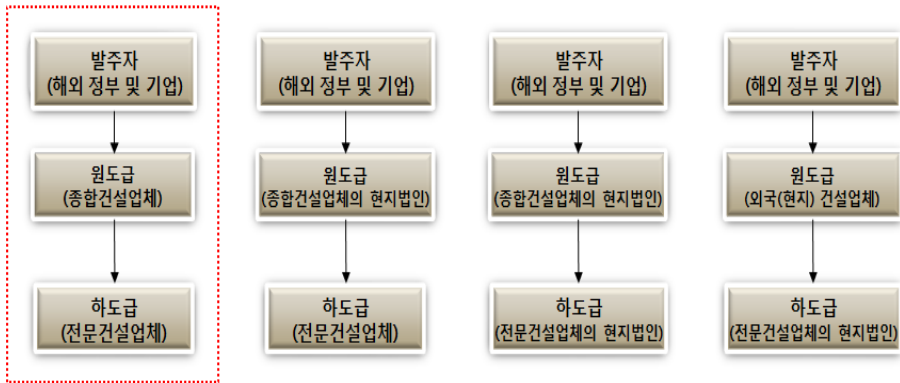 발주자
(해외 정부 및 기업)
발주자
(해외 정부 및 기업)
발주자
(해외 정부 및 기업)
발주자
(해외 정부 및 기업)
원도급
(종합건설업체)
원도급
(종합건설업체의 현지법인)
원도급
(종합건설업체의 현지법인)
원도급
(외국(현지) 건설업체)
하도급
(전문건설업체)
하도급
(전문건설업체)
하도급
(전문건설업체의 현지법인)
하도급
(전문건설업체의 현지법인)